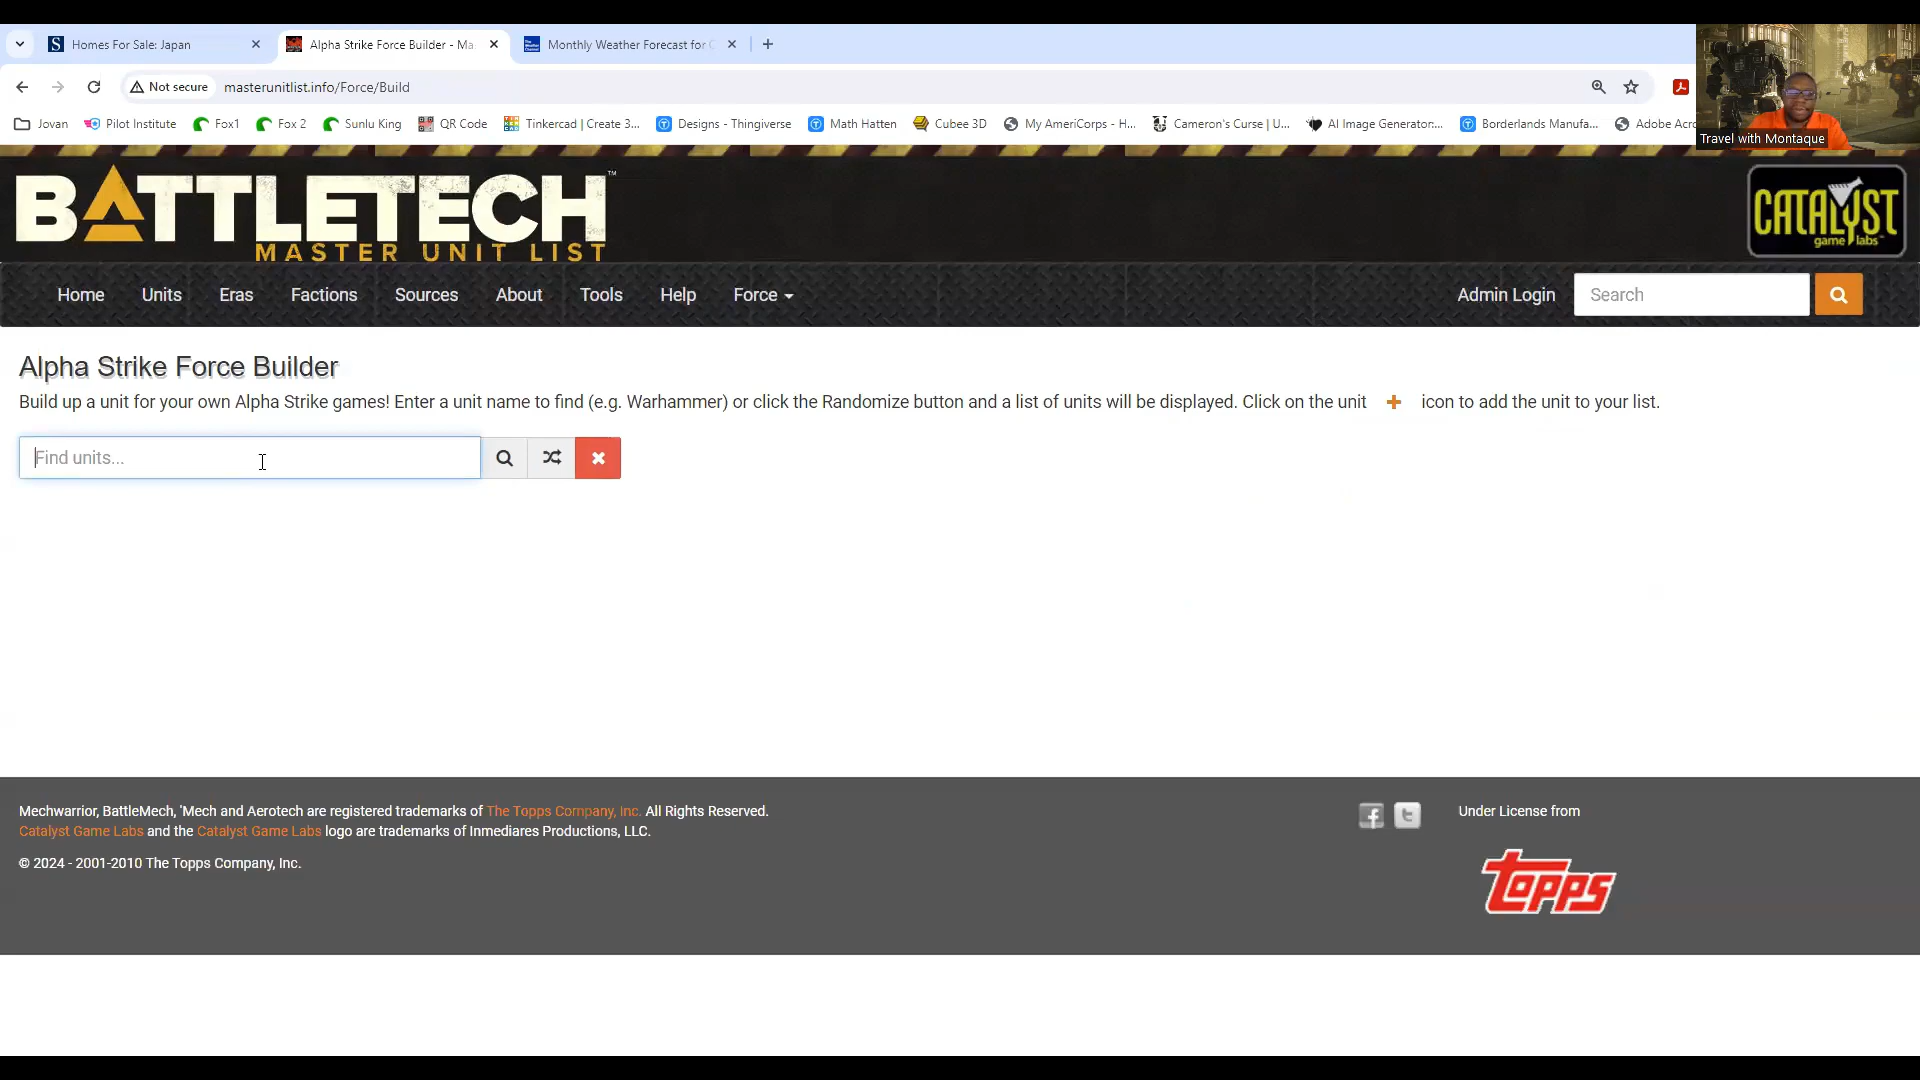 Homes For Sale: Japan
Alpha Strike Force Builder - Ma
Monthly Weather Forecast for
Not secure
masterunitlist.info/Force/Build
Jovan
Pilot Institute
Fox1
Fox 2
Sunlu King
QR Code
Tinkercad | Create 3...
Designs - Thingiverse
Math Hatten
Cubee 3D
My AmeriCorps - H...
Cameron's Curse | U...
AI Image Generator:...
Borderlands Manufa...
Adobe Acro
Travel with Montaque
BATTLETECH™
MASTER UNIT LIST
CATALYST
game labs™
Home
Units
Eras
Factions
Sources
About
Tools
Help
Force
Admin Login
Search
Alpha Strike Force Builder
Build up a unit for your own Alpha Strike games! Enter a unit name to find (e.g. Warhammer) or click the Randomize button and a list of units will be displayed. Click on the unit + icon to add the unit to your list.
Find units...
Mechwarrior, BattleMech, 'Mech and Aerotech are registered trademarks of The Topps Company, Inc. All Rights Reserved.
Catalyst Game Labs and the Catalyst Game Labs logo are trademarks of Inmediares Productions, LLC.
© 2024 - 2001-2010 The Topps Company, Inc.
Under License from
topps